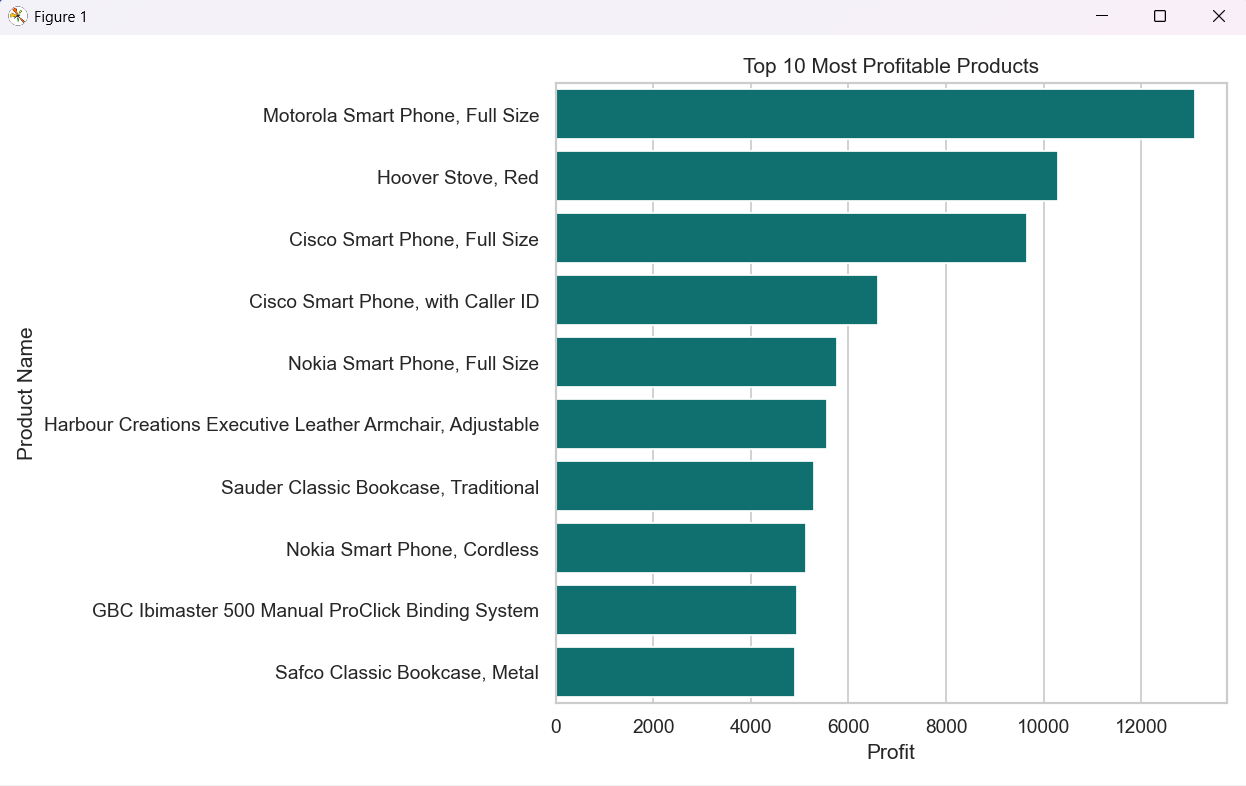 Figure 1
Top 10 Most Profitable Products
Motorola Smart Phone, Full Size
Hoover Stove, Red
Cisco Smart Phone, Full Size
Cisco Smart Phone, with Caller ID
Nokia Smart Phone, Full Size
Harbour Creations Executive Leather Armchair, Adjustable
Sauder Classic Bookcase, Traditional
Nokia Smart Phone, Cordless
GBC Ibimaster 500 Manual ProClick Binding System
Safco Classic Bookcase, Metal
Product Name
0 2000 4000 6000 8000 10000 12000
Profit